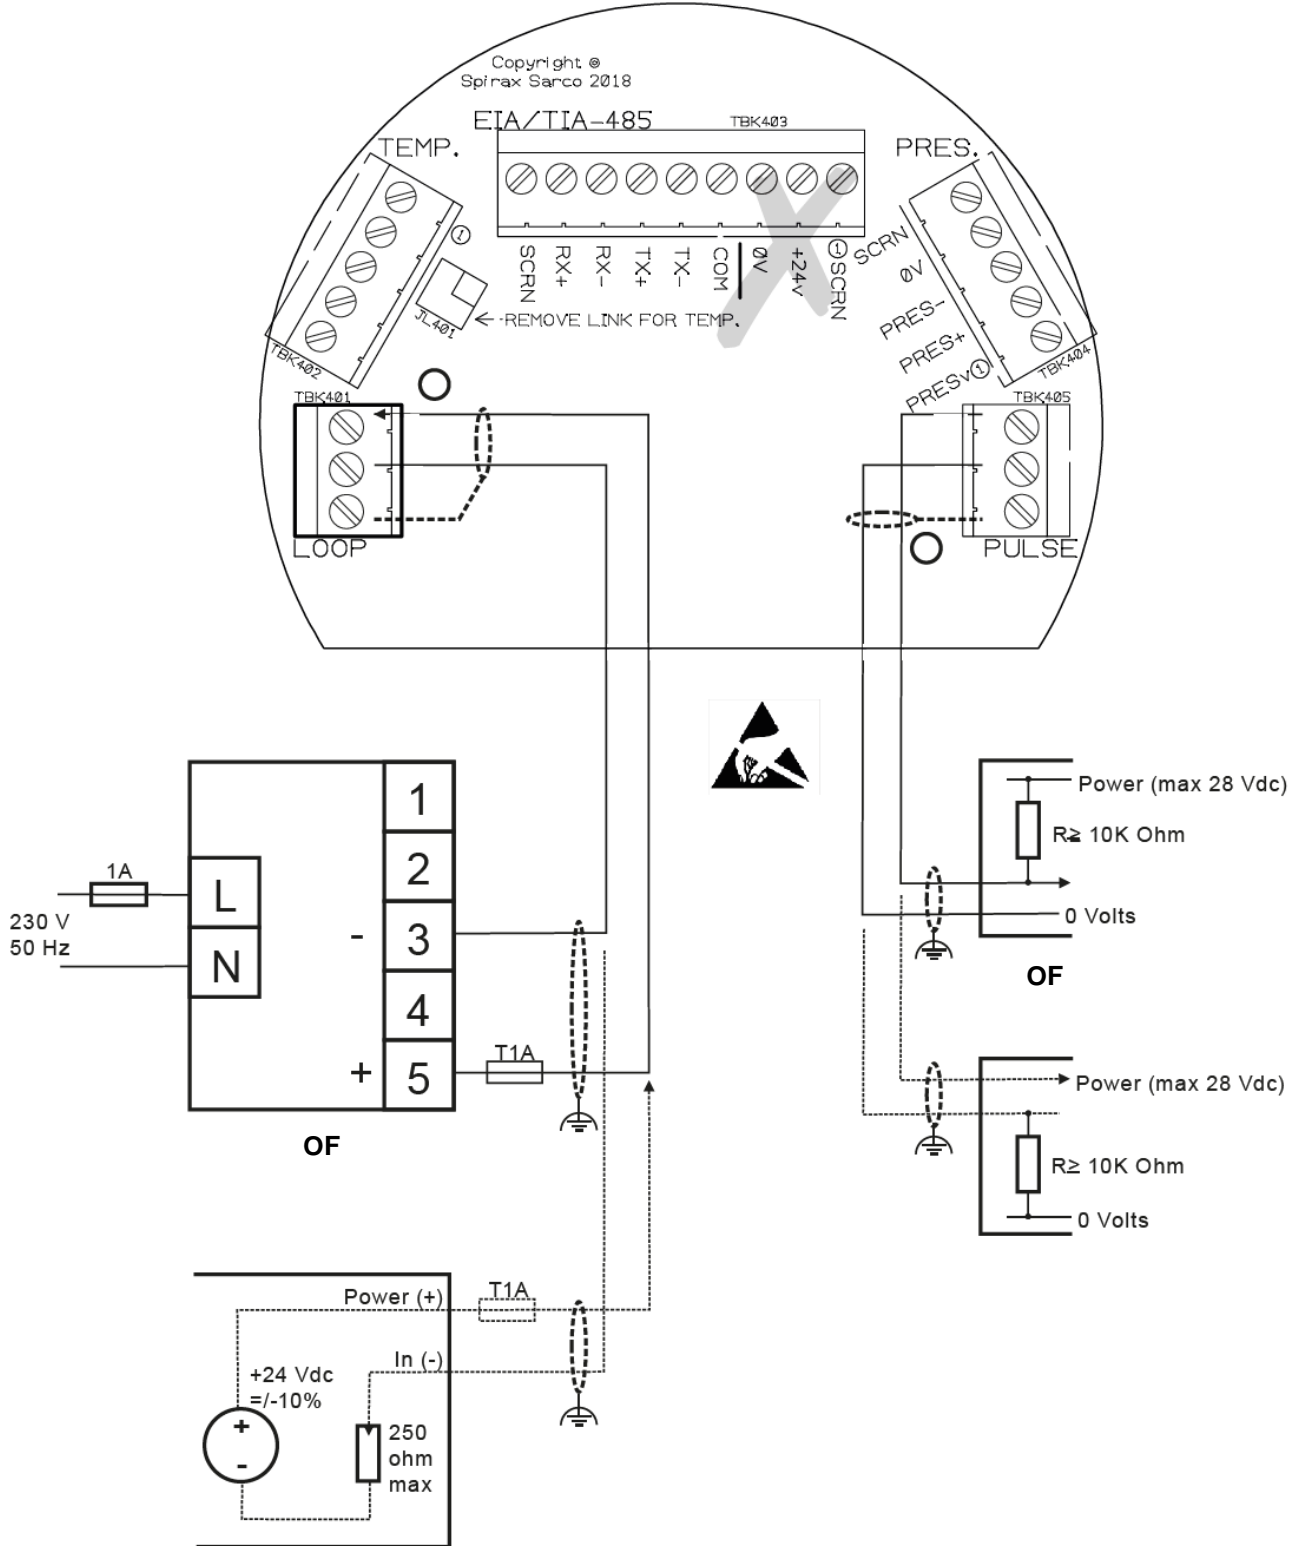 Copyright ©
Spirax Sarco 2018
EIA/TIA-485
TBK403
TEMP.
PRES.
①
SCRN
RX+
RX-
TX+
TX-
COM
0V
+24v
①SCRN
SCRN
0V
PRES-
PRES+
PRESv①
JL401
←-REMOVE LINK FOR TEMP.
TBK402
TBK404
TBK401
TBK405
LOOP
PULSE
1
2
3
4
5
-
+
L
N
1A
230 V
50 Hz
T1A
OF
Power (max 28 Vdc)
R≥ 10K Ohm
0 Volts
OF
Power (max 28 Vdc)
R≥ 10K Ohm
0 Volts
T1A
Power (+)
In (-)
+24 Vdc
=/-10%
+
-
250
ohm
max